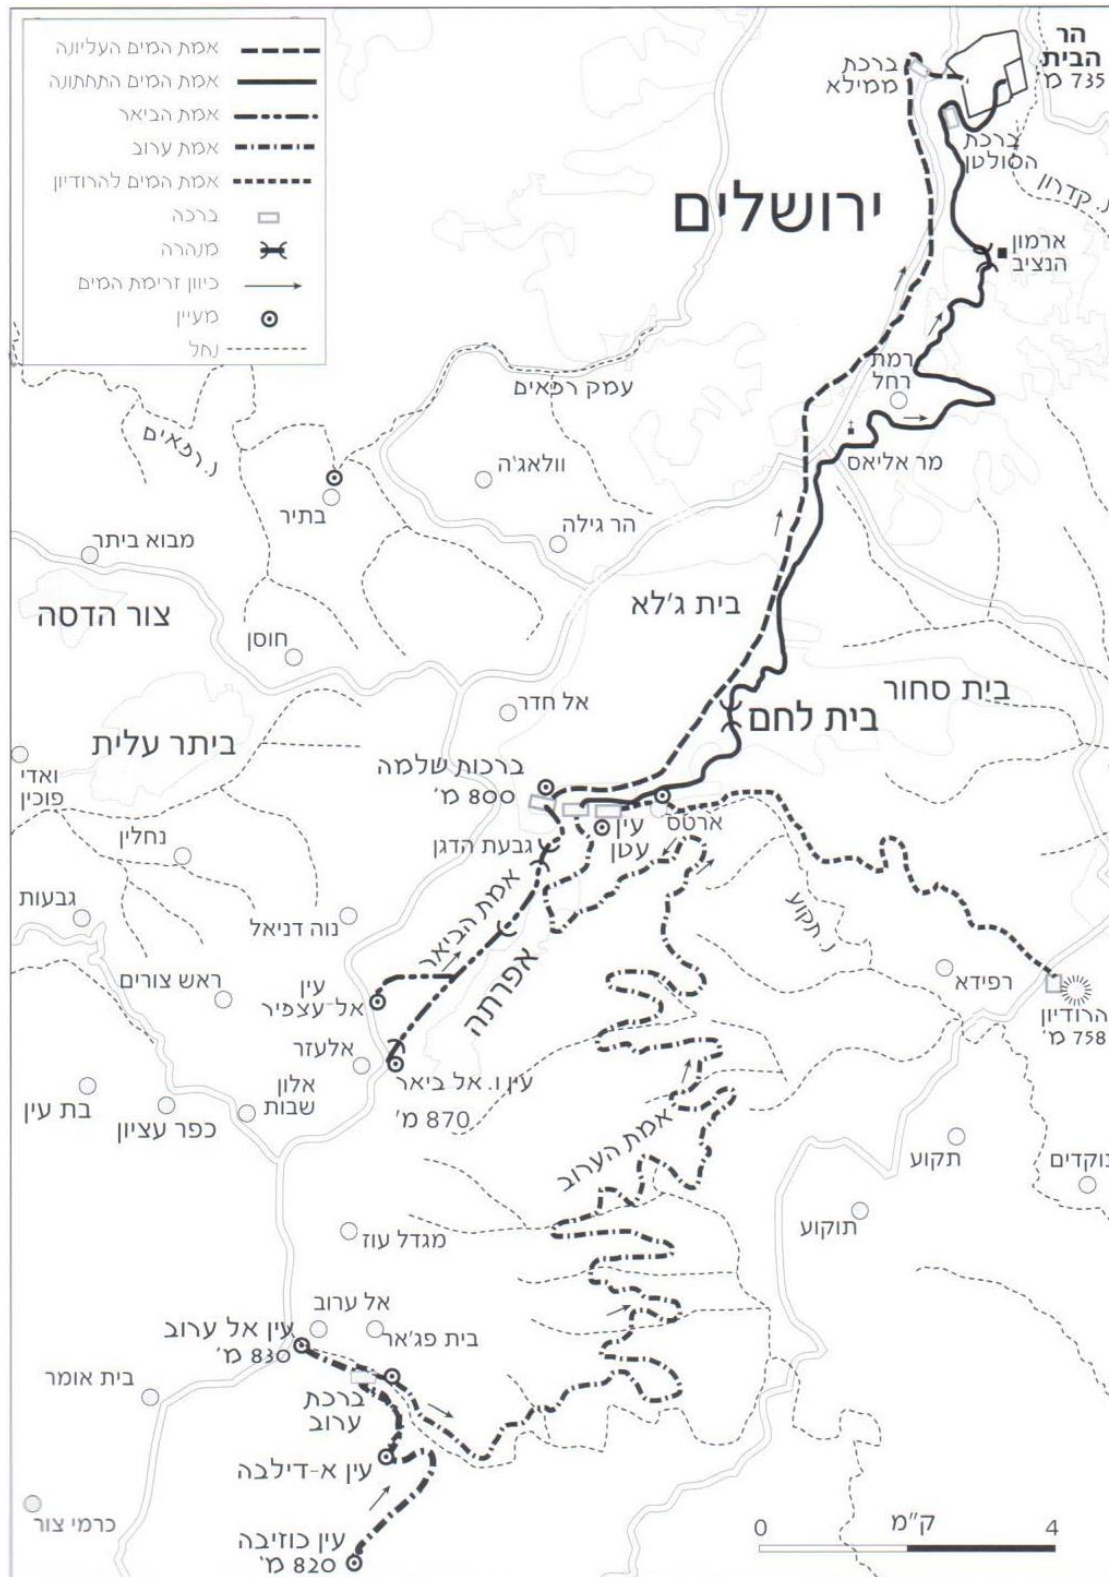 אמת המים העליונה
אמת המים התחתונה
אמת הביאר
אמת ערוב
אמת המים להרודיון
ברכה
מנהרה
כיוון זרימת המים
מעיין
נחל
הר
הבית
735 מ'
ברכת
ממילא
ברכת
הסולטן
נ. קדרון
ירושלים
ארמון
הנציב
רמת
רחל
עמק רפאים
נ. רפאים
מר אליאס
וולאג'ה
בתיר
הר גילה
מבוא ביתר
צור הדסה
בית ג'לא
חוסן
בית סחור
אל חדר
בית לחם
ביתר עלית
ואדי
פוכין
ברכות שלמה
800 מ'
ארטס
עין
עטן
גבעת הדגן
נחלין
אמת הביאר
גבעות
נוה דניאל
נ. תקוע
אפרתה
ראש צורים
עין
אל-עצפיר
רפידא
הרודיון
758 מ'
אלעזר
עין ו. אל ביאר
870 מ'
אלון
שבות
בת עין
כפר עציון
אמת הערוב
תקוע
נוקדים
תוקוע
מגדל עוז
אל ערוב
עין אל ערוב
830 מ'
בית פג'אר
בית אומר
ברכת
ערוב
עין א-דילבה
כרמי צור
עין כוזיבה
820 מ'
ק"מ
0 4